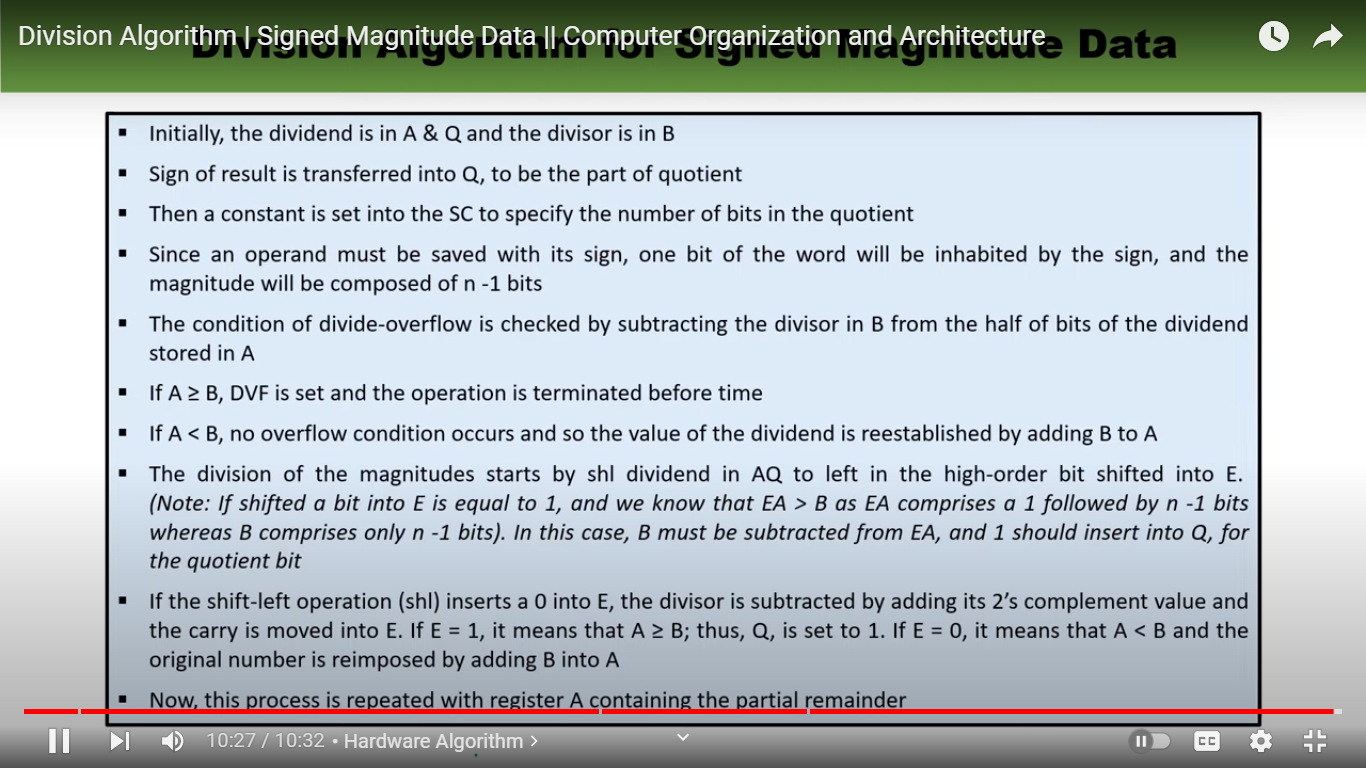 Division Algorithm | Signed Magnitude Data || Computer Organization and Architecture
Division Algorithm for Signed Magnitude Data
▪ Initially, the dividend is in A & Q and the divisor is in B
▪ Sign of result is transferred into Q, to be the part of quotient
▪ Then a constant is set into the SC to specify the number of bits in the quotient
▪ Since an operand must be saved with its sign, one bit of the word will be inhabited by the sign, and the
magnitude will be composed of n -1 bits
▪ The condition of divide-overflow is checked by subtracting the divisor in B from the half of bits of the dividend
stored in A
▪ If A ≥ B, DVF is set and the operation is terminated before time
▪ If A < B, no overflow condition occurs and so the value of the dividend is reestablished by adding B to A
▪ The division of the magnitudes starts by shl dividend in AQ to left in the high-order bit shifted into E.
(Note: If shifted a bit into E is equal to 1, and we know that EA > B as EA comprises a 1 followed by n -1 bits
whereas B comprises only n -1 bits). In this case, B must be subtracted from EA, and 1 should insert into Q, for
the quotient bit
▪ If the shift-left operation (shl) inserts a 0 into E, the divisor is subtracted by adding its 2’s complement value and
the carry is moved into E. If E = 1, it means that A ≥ B; thus, Q, is set to 1. If E = 0, it means that A < B and the
original number is reimposed by adding B into A
▪ Now, this process is repeated with register A containing the partial remainder
10:27 / 10:32 • Hardware Algorithm >
CC